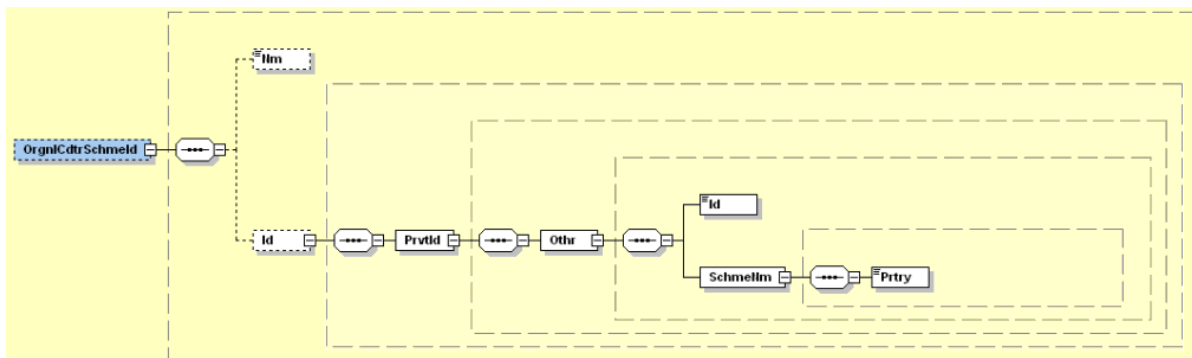 Nm
OrgnlCdtrSchmeId
Id
PrvtId
Othr
Id
SchmeNm
Prtry